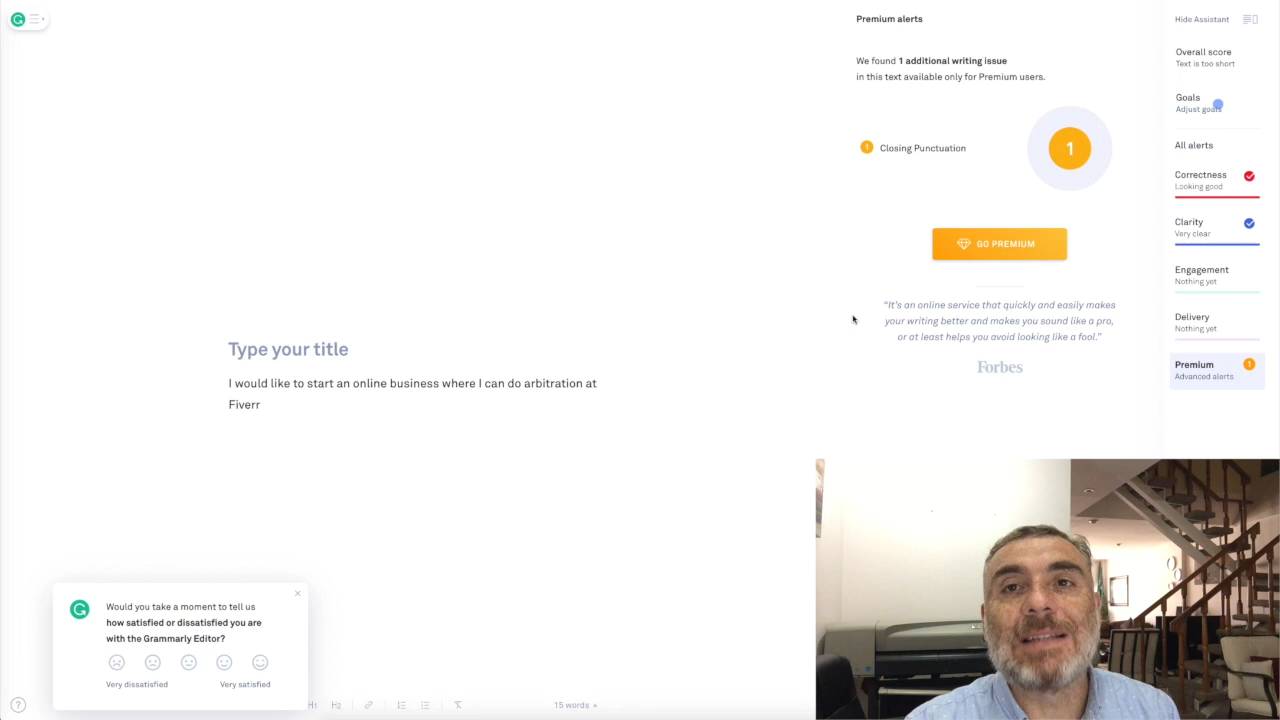 Premium alerts
Hide Assistant
We found 1 additional writing issue
in this text available only for Premium users.
1 Closing Punctuation
1
GO PREMIUM
“It’s an online service that quickly and easily makes
your writing better and makes you sound like a pro,
or at least helps you avoid looking like a fool.”
Forbes
Overall score
Text is too short
Goals
Adjust goals
All alerts
Correctness
Looking good
Clarity
Very clear
Engagement
Nothing yet
Delivery
Nothing yet
Premium 1
Advanced alerts
Type your title
I would like to start an online business where I can do arbitration at
Fiverr
Would you take a moment to tell us
how satisfied or dissatisfied you are
with the Grammarly Editor?
Very dissatisfied Very satisfied
H1 H2
15 words
?